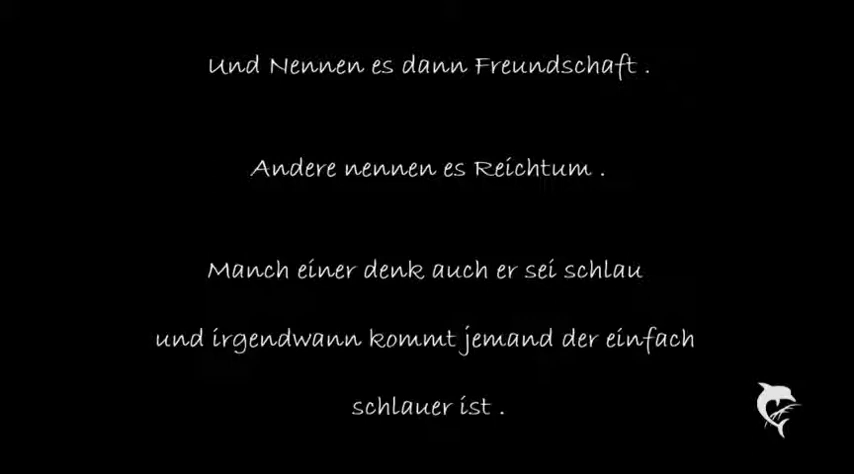 Und Nennen es dann Freundschaft .
Andere nennen es Reichtum .
Manch einer denk auch er sei schlau
und irgendwann kommt jemand der einfach
schlauer ist .